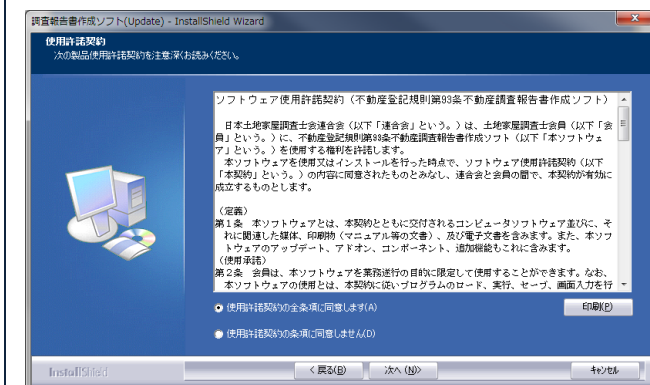 調査報告書作成ソフト(Update) - InstallShield Wizard
使用許諾契約
次の製品使用許諾契約を注意深くお読みください。
ソフトウェア使用許諾契約（不動産登記規則第93条不動産調査報告書作成ソフト）
日本土地家屋調査士会連合会（以下「連合会」という。）は、土地家屋調査士会員（以下「会
員」という。）に、不動産登記規則第93条不動産調査報告書作成ソフト（以下「本ソフトウェ
ア」という。）を使用する権利を許諾します。
本ソフトウェアを使用又はインストールを行った時点で、ソフトウェア使用許諾契約（以下
「本契約」という。）の内容に同意されたものとみなし、連合会と会員の間で、本契約が有効に
成立するものとします。
（定義）
第１条　本ソフトウェアとは、本契約とともに交付されるコンピュータソフトウェア並びに、そ
れに関連した媒体、印刷物（マニュアル等の文書）、及び電子文書を含みます。また、本ソフ
トウェアのアップデート、アドオン、コンポーネント、追加機能もこれに含みます。
（使用承諾）
第２条　会員は、本ソフトウェアを業務遂行の目的に限定して使用することができます。なお、
本ソフトウェアの使用とは、本契約に従いプログラムのロード、実行、セーブ、画面入力を行
使用許諾契約の全条項に同意します(A)
印刷(P)
使用許諾契約の条項に同意しません(D)
InstallShield
< 戻る(B)
次へ (N)>
キャンセル